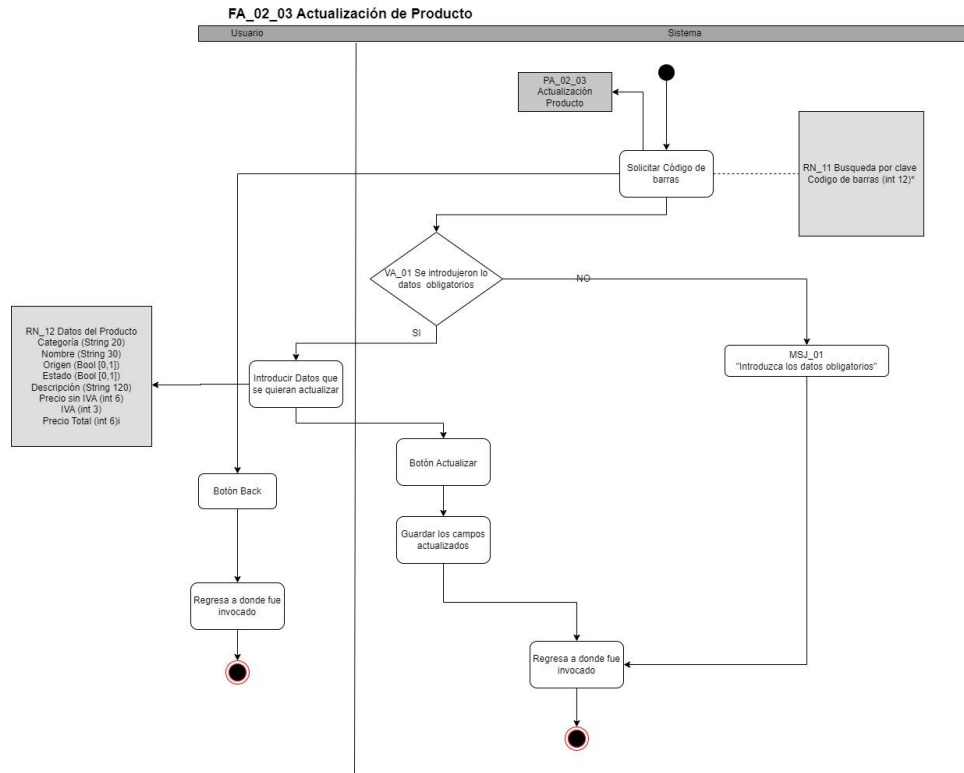 FA_02_03 Actualización de Producto
Usuario
Sistema
PA_02_03
Actualización
Producto
Solicitar Código de
barras
RN_11 Busqueda por clave
Codigo de barras (int 12)*
VA_01 Se introdujeron lo
datos obligatorios
NO
SI
RN_12 Datos del Producto
Categoría (String 20)
Nombre (String 30)
Origen (Bool [0,1])
Estado (Bool [0,1])
Descripción (String 120)
Precio sin IVA (int 6)
IVA (int 3)
Precio Total (int 6)i
Introducir Datos que
se quieran actualizar
MSJ_01
"Introduzca los datos obligatorios"
Botón Actualizar
Botón Back
Guardar los campos
actualizados
Regresa a donde fue
invocado
Regresa a donde fue
invocado